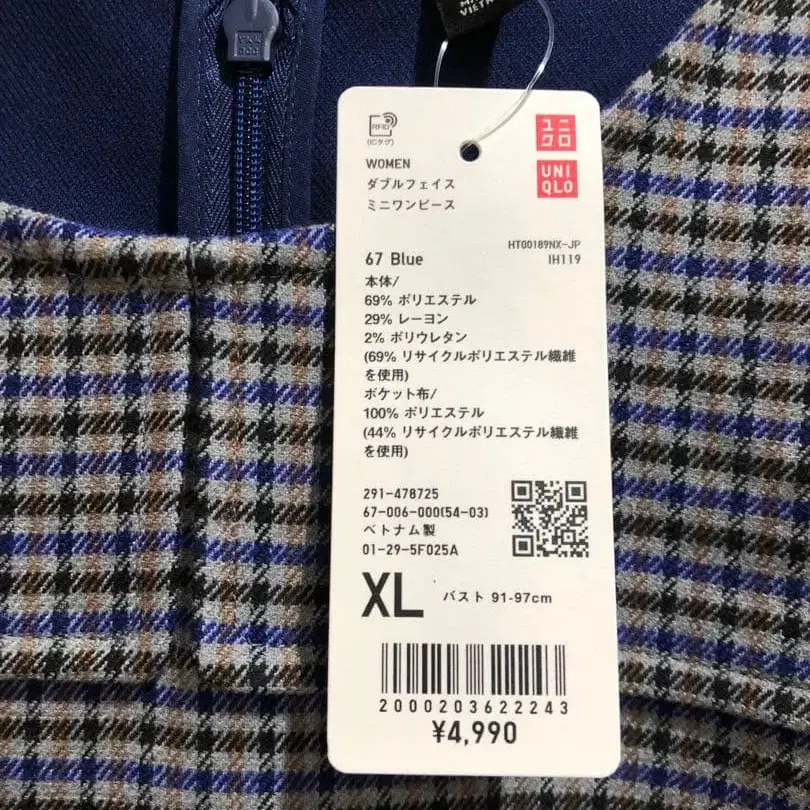 VIETN
RFID
(ICタグ)
ユニ
クロ
UNI
QLO
WOMEN
ダブルフェイス
ミニワンピース
HT00189NX-JP
67 Blue
IH119
本体/
69% ポリエステル
29% レーヨン
2% ポリウレタン
(69% リサイクルポリエステル繊維
を使用)
ポケット布/
100% ポリエステル
(44% リサイクルポリエステル繊維
を使用)
291-478725
67-006-000(54-03)
ベトナム製
01-29-5F025A
XL バスト 91-97cm
2000203622243
¥4,990